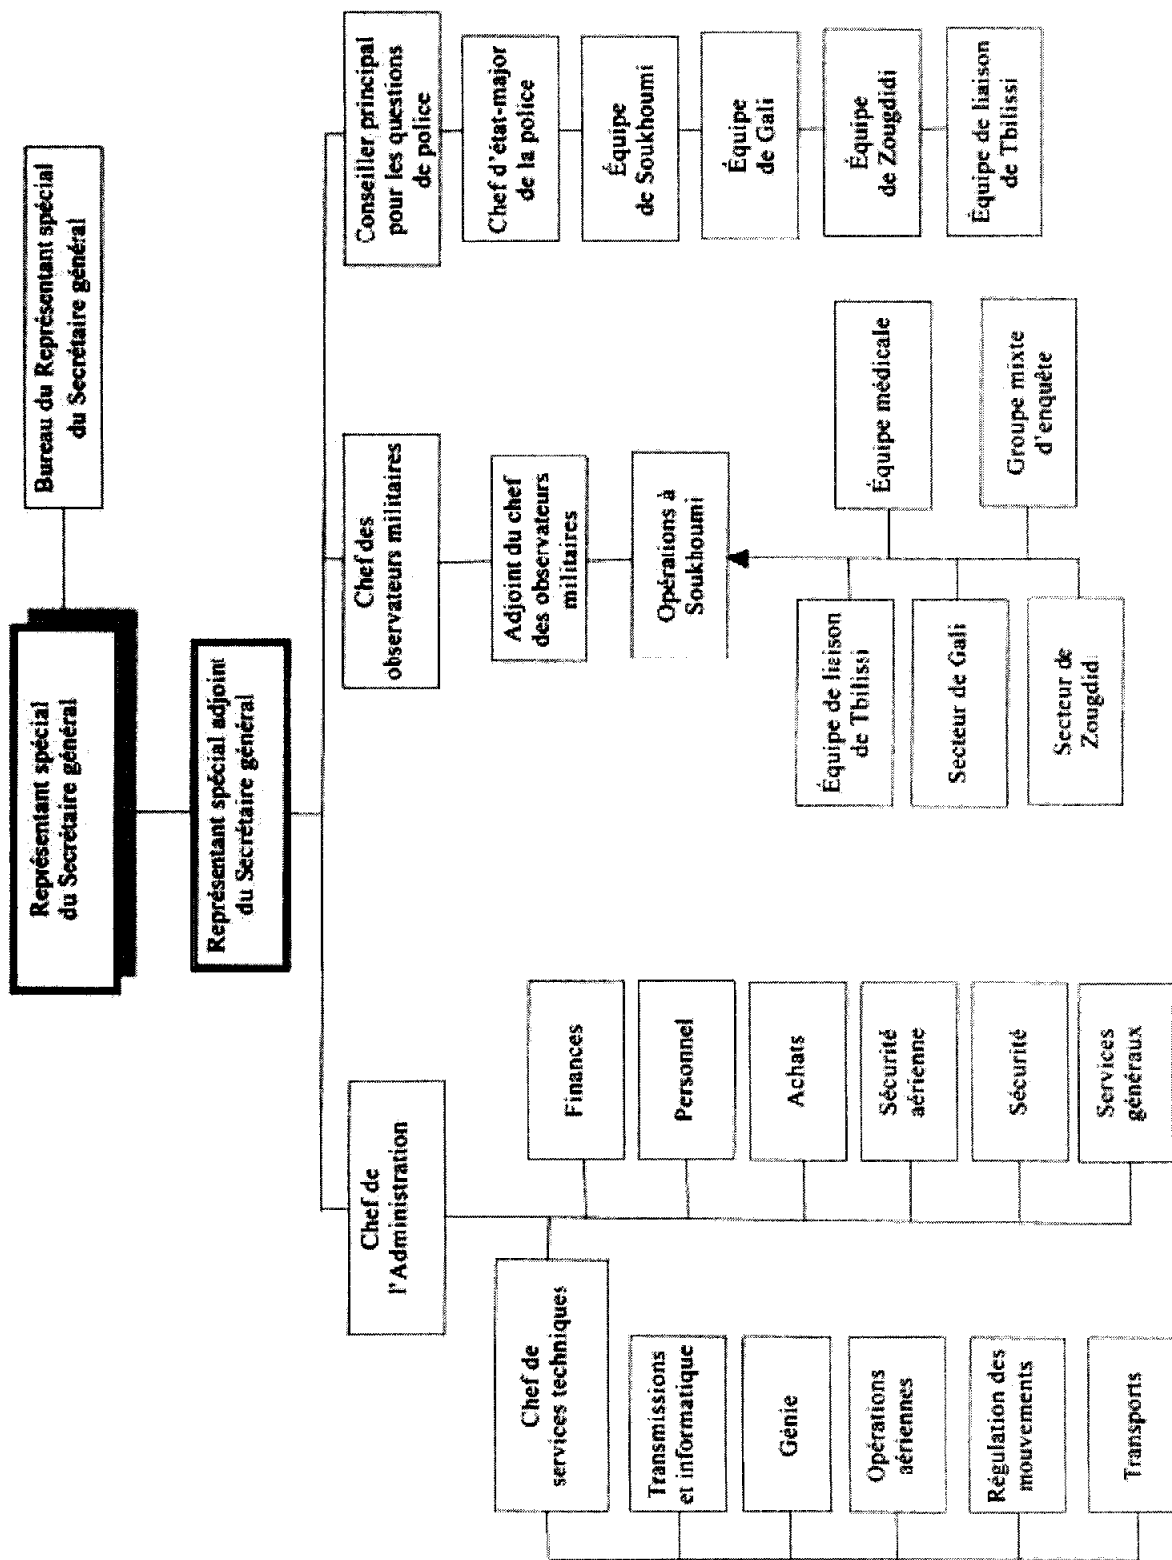 Représentant spécial
du Secrétaire général
Bureau du Représentant spécial
du Secrétaire général
Représentant spécial adjoint
du Secrétaire général
Chef de
l'Administration
Chef des
observateurs militaires
Conseiller principal
pour les questions
de police
Chef de
services techniques
Transmissions
et informatique
Génie
Opérations
aériennes
Régulation des
mouvements
Transports
Finances
Personnel
Achats
Sécurité
aérienne
Sécurité
Services
généraux
Adjoint du chef
des observateurs
militaires
Opérations à
Soukhoumi
Équipe de liaison
de Tbilissi
Secteur de Gali
Secteur de
Zougdidi
Équipe médicale
Groupe mixte
d'enquête
Chef d'état-major
de la police
Équipe
de Soukhoumi
Équipe
de Gali
Équipe
de Zougdidi
Équipe de liaison
de Tbilissi